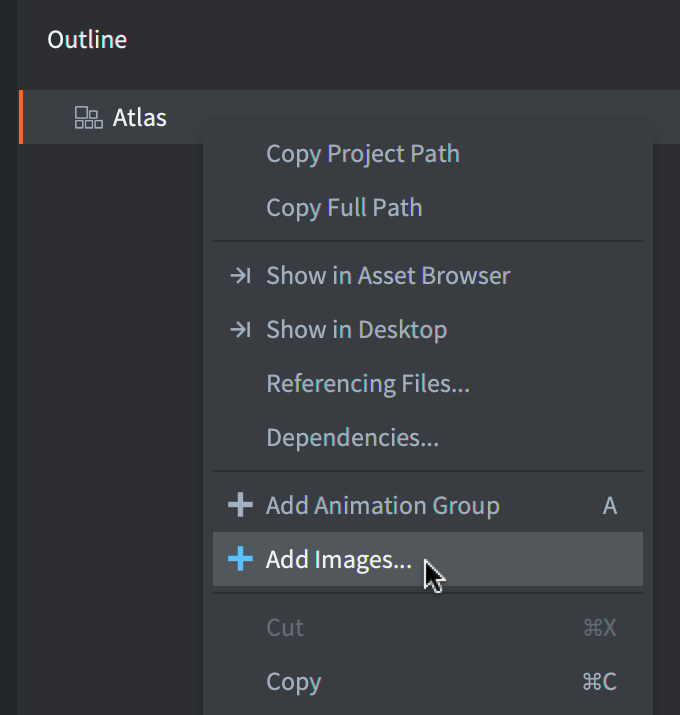 Outline
Atlas
Copy Project Path
Copy Full Path
Show in Asset Browser
Show in Desktop
Referencing Files...
Dependencies...
Add Animation Group A
Add Images...
Cut ⌘X
Copy ⌘C